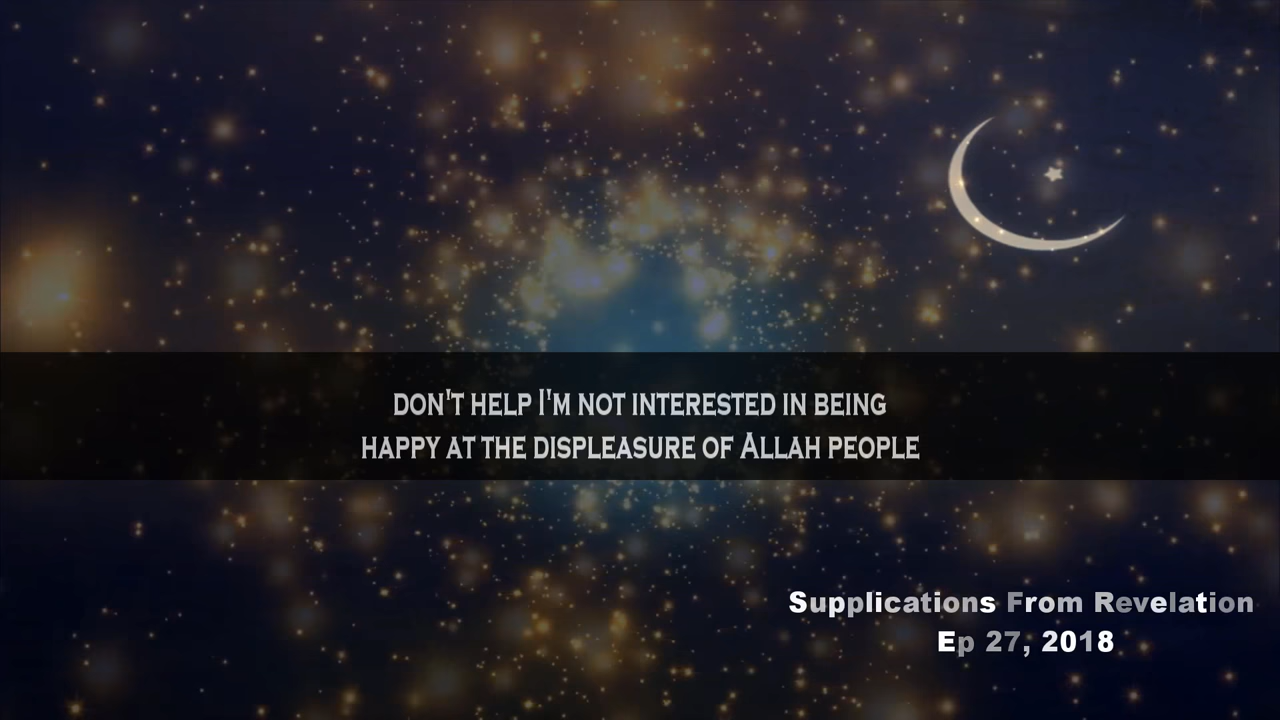 DON'T HELP I'M NOT INTERESTED IN BEING
HAPPY AT THE DISPLEASURE OF ALLAH PEOPLE
Supplications From Revelation
Ep 27, 2018